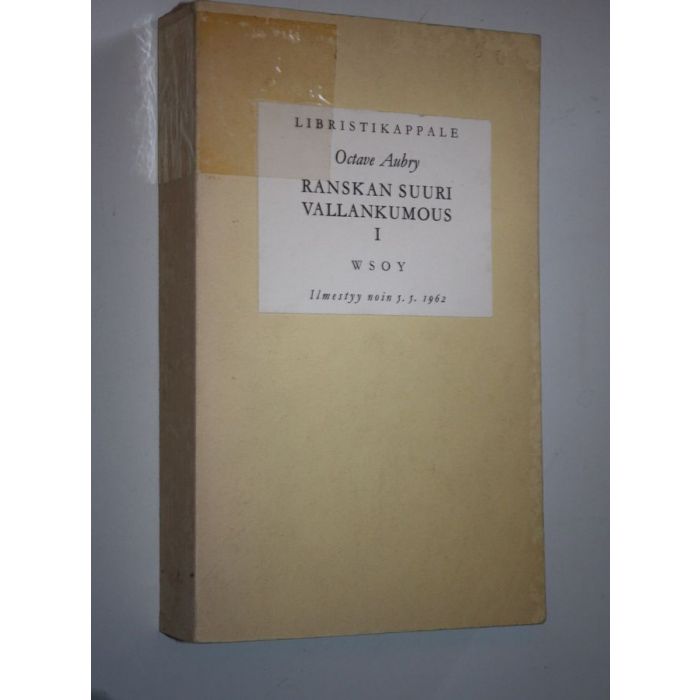 LIBRISTIKAPPALE
Octave Aubry
RANSKAN SUURI
VALLANKUMOUS
I
WSOY
Ilmestyy noin 5. 5. 1962